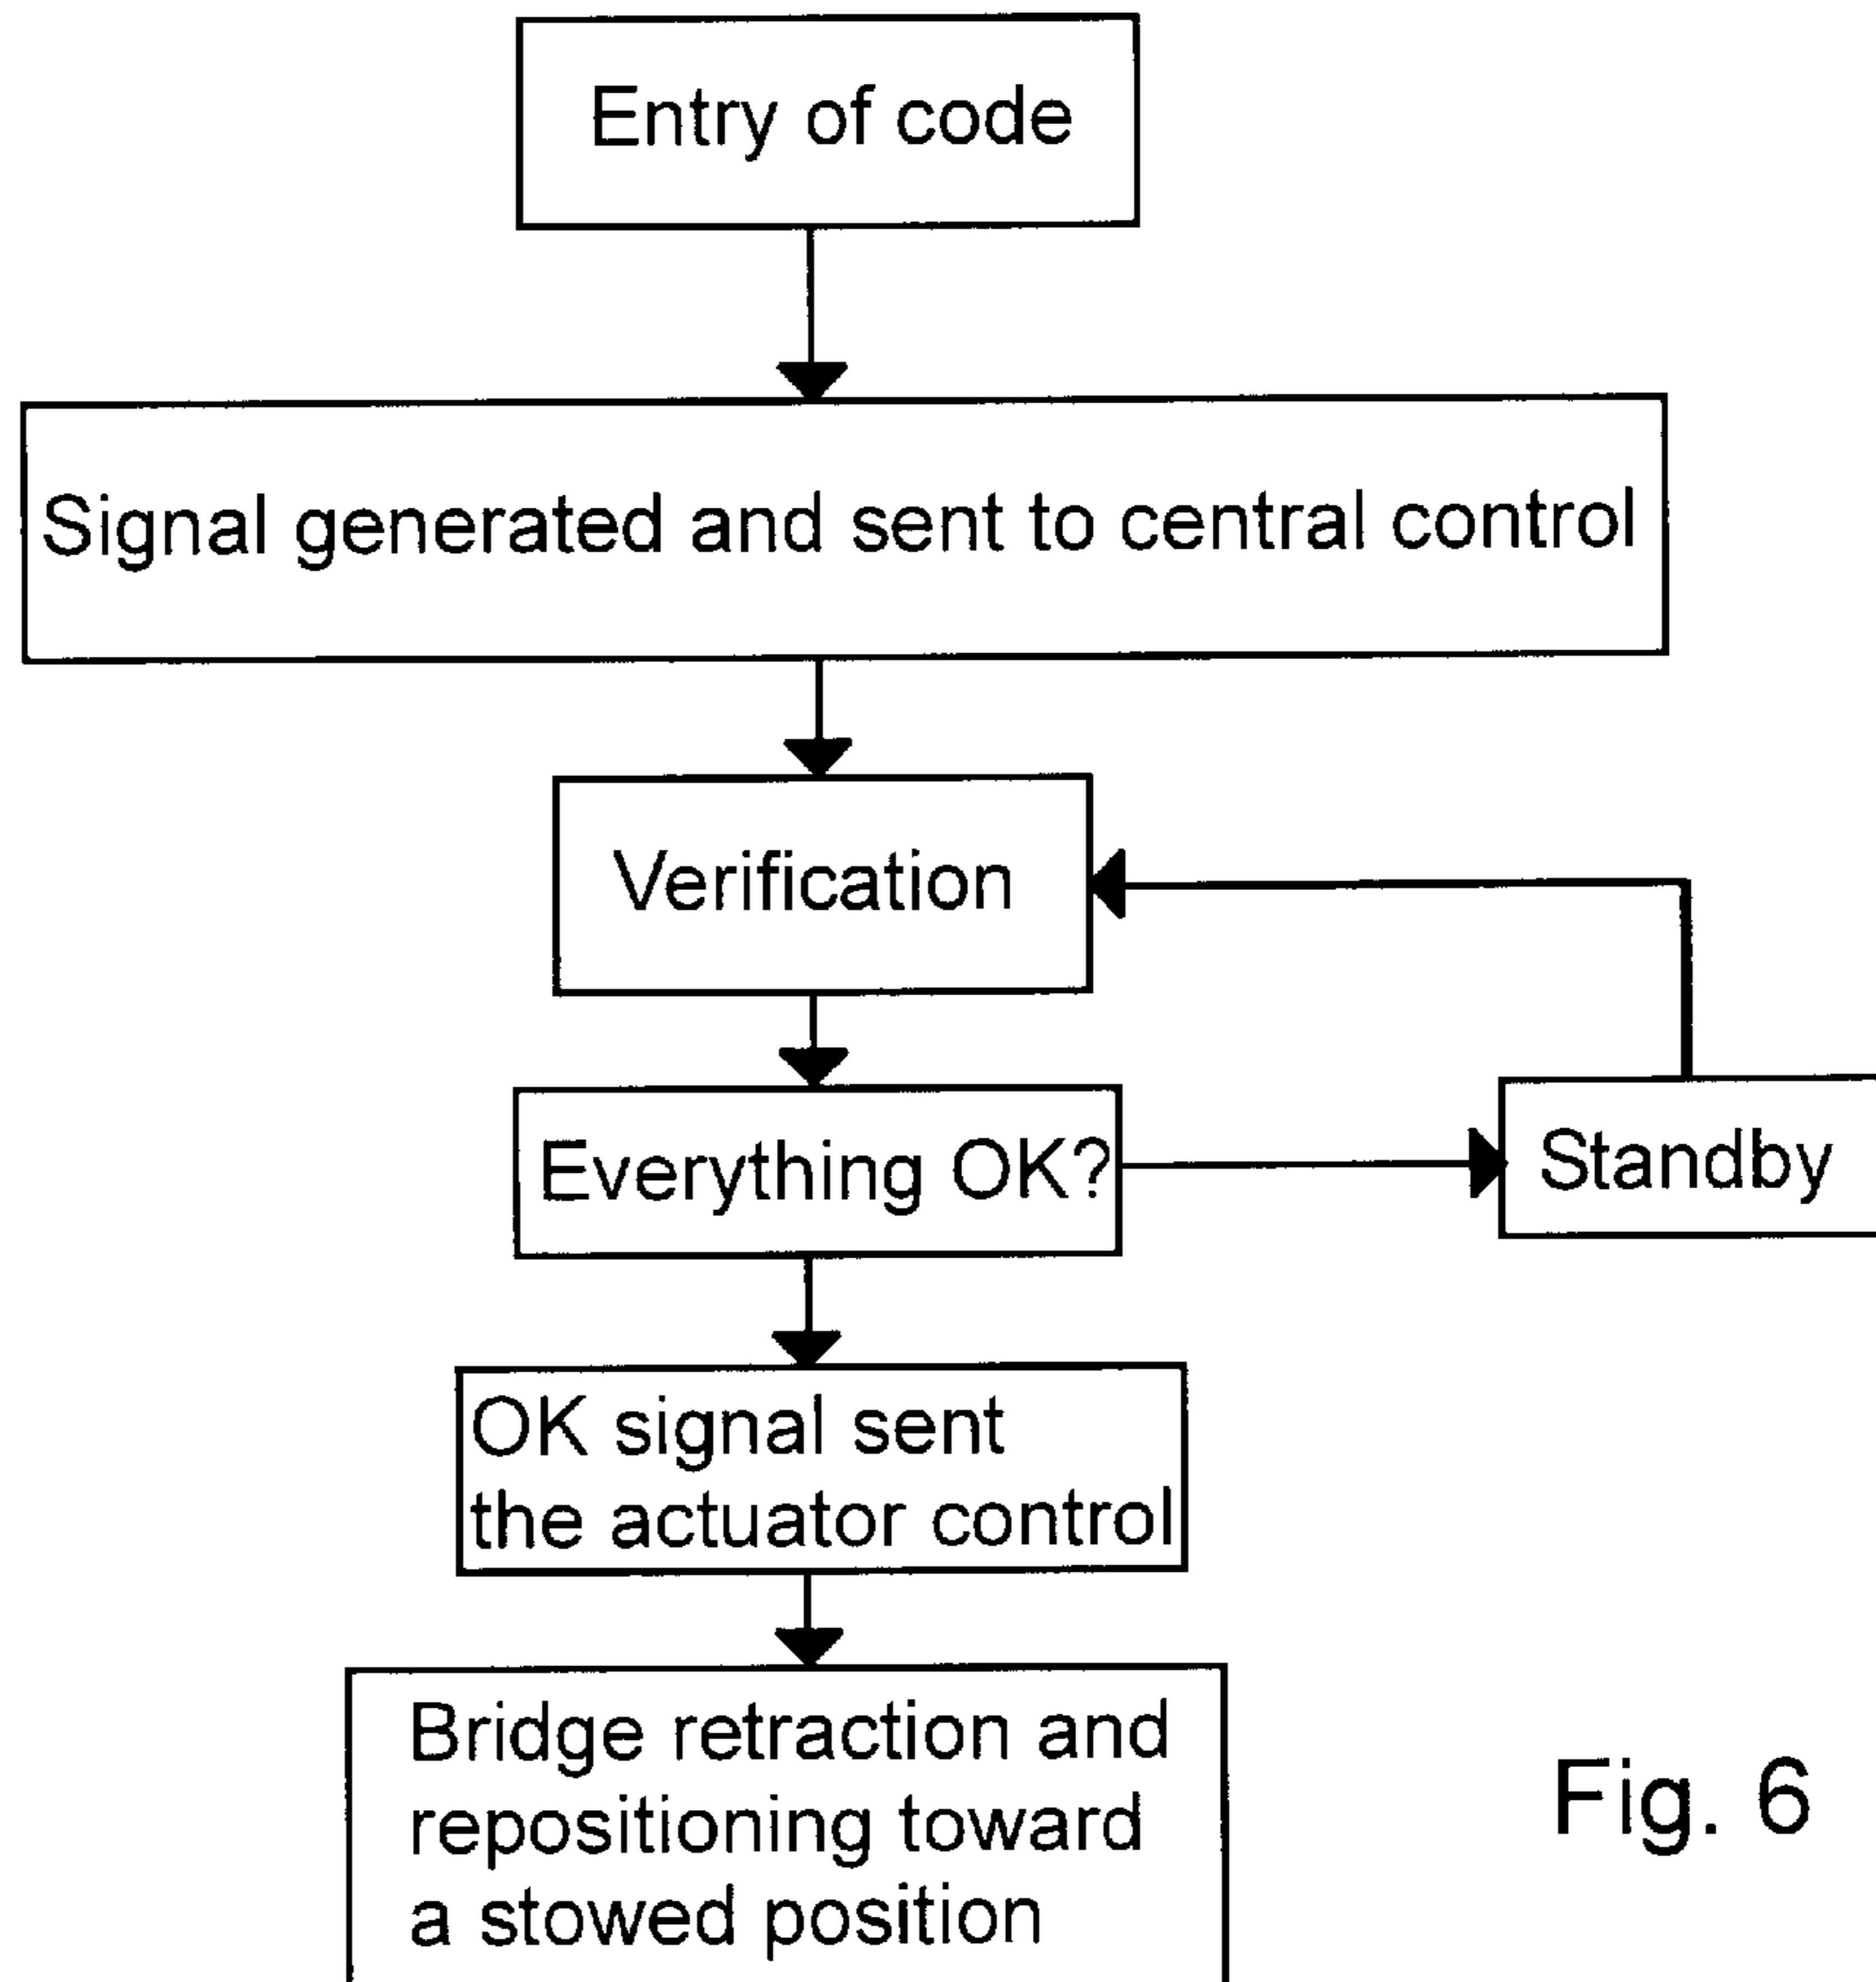 Entry of code
Signal generated and sent to central control
Verification
Everything OK?
Standby
OK signal sent
the actuator control
Bridge retraction and
repositioning toward
a stowed position
Fig. 6